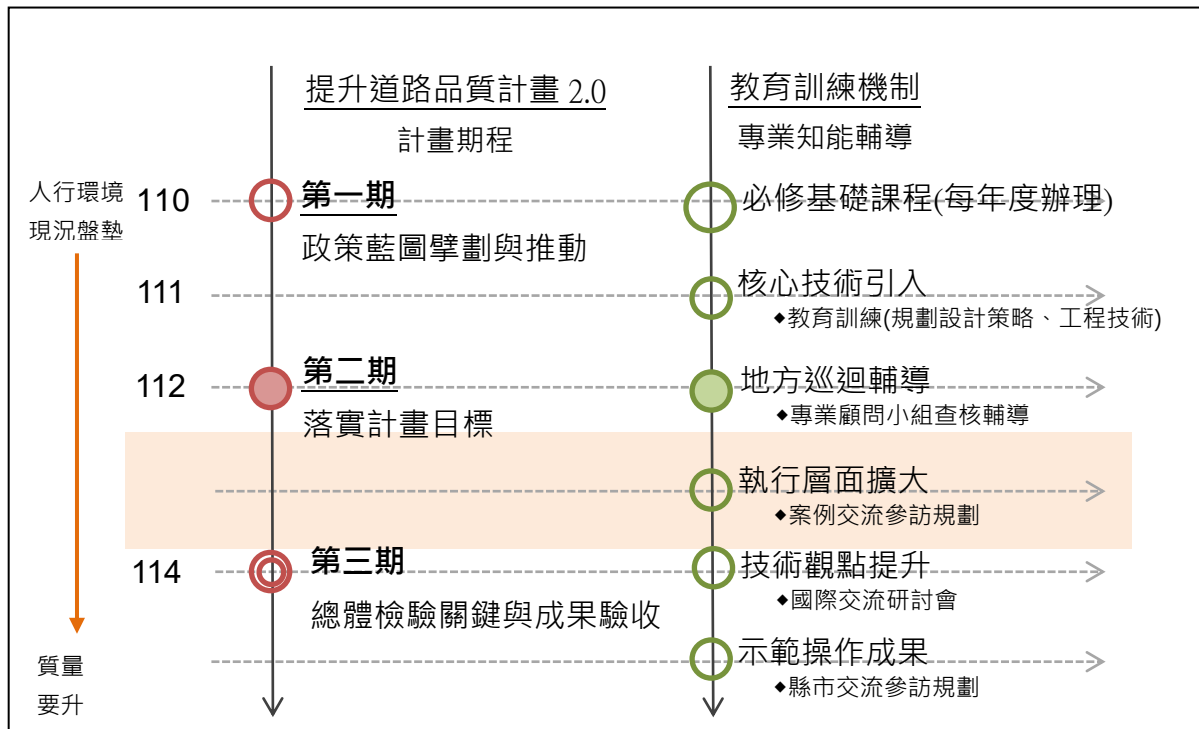 提升道路品質計畫 2.0
計畫期程
教育訓練機制
專業知能輔導
人行環境
現況盤墊
110
第一期
政策藍圖擘劃與推動
必修基礎課程(每年度辦理)
111
核心技術引入
◆教育訓練(規劃設計策略、工程技術)
112
第二期
落實計畫目標
地方巡迴輔導
◆專業顧問小組查核輔導
執行層面擴大
◆案例交流參訪規劃
114
第三期
總體檢驗關鍵與成果驗收
技術觀點提升
◆國際交流研討會
質量
要升
示範操作成果
◆縣市交流參訪規劃